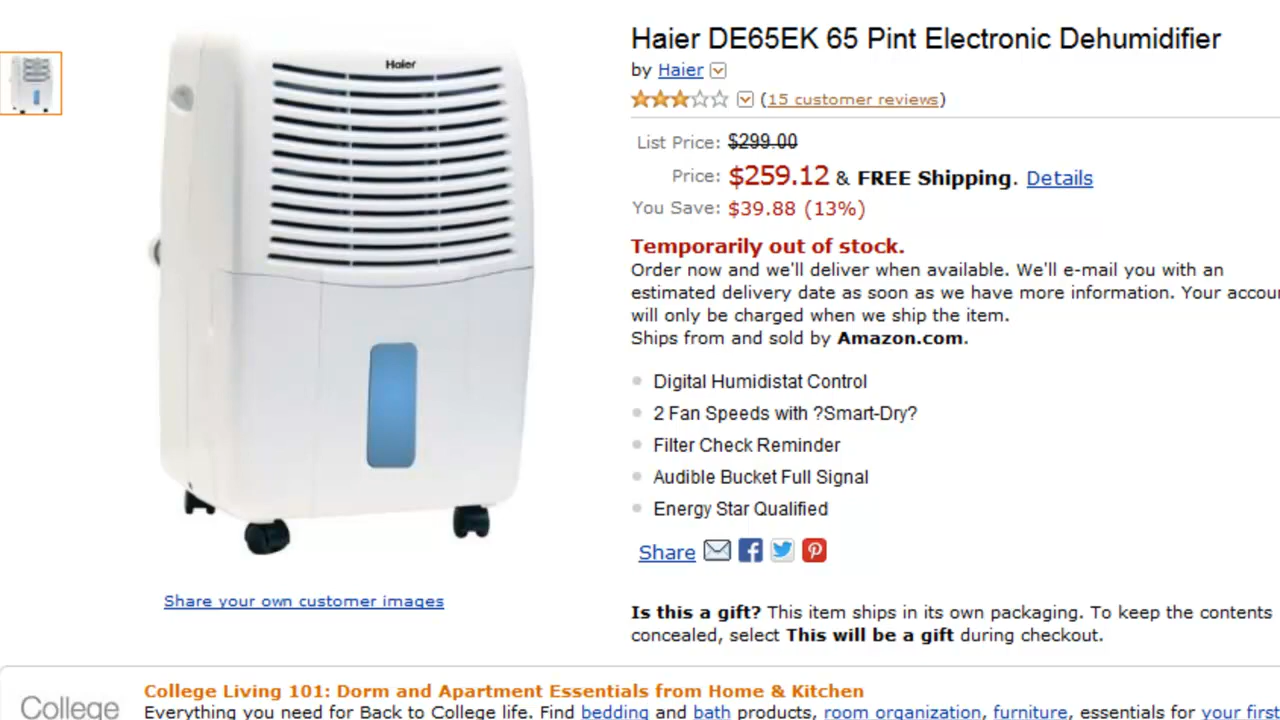 Haier
Share your own customer images
Haier DE65EK 65 Pint Electronic Dehumidifier
by Haier
(15 customer reviews)
List Price: $299.00
Price: $259.12 & FREE Shipping. Details
You Save: $39.88 (13%)
Temporarily out of stock.
Order now and we'll deliver when available. We'll e-mail you with an
estimated delivery date as soon as we have more information. Your accoun
will only be charged when we ship the item.
Ships from and sold by Amazon.com.
Digital Humidistat Control
2 Fan Speeds with ?Smart-Dry?
Filter Check Reminder
Audible Bucket Full Signal
Energy Star Qualified
Share
Is this a gift? This item ships in its own packaging. To keep the contents
concealed, select This will be a gift during checkout.
College
College Living 101: Dorm and Apartment Essentials from Home & Kitchen
Everything you need for Back to College life. Find bedding and bath products, room organization, furniture, essentials for your first